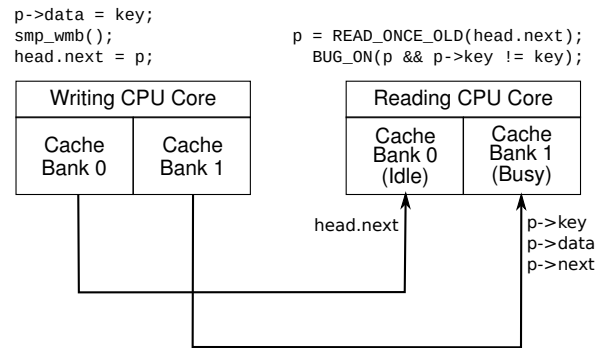 p->data = key;
smp_wmb();
head.next = p;
p = READ_ONCE_OLD(head.next);
BUG_ON(p && p->key != key);
Writing CPU Core
Cache
Bank 0
Cache
Bank 1
Reading CPU Core
Cache
Bank 0
(Idle)
Cache
Bank 1
(Busy)
head.next
p->key
p->data
p->next